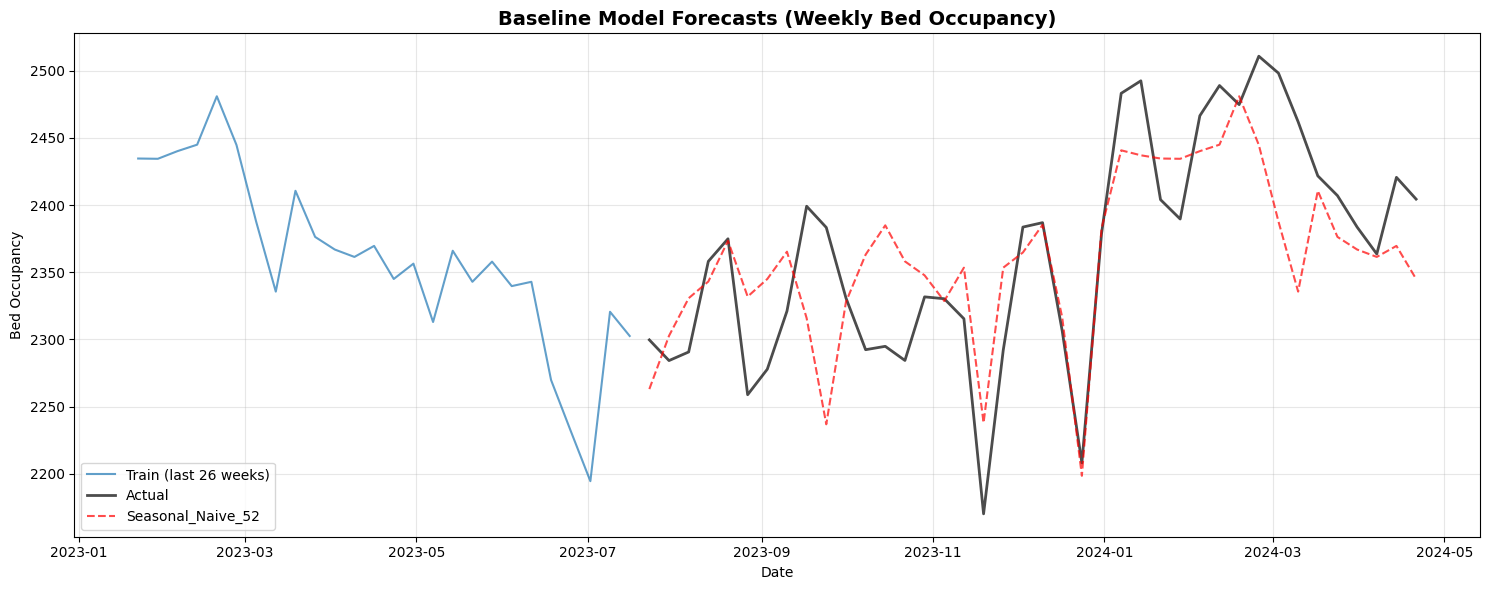 Baseline Model Forecasts (Weekly Bed Occupancy)
Bed Occupancy
2500
2450
2400
2350
2300
2250
2200
Train (last 26 weeks)
Actual
Seasonal_Naive_52
2023-01
2023-03
2023-05
2023-07
2023-09
2023-11
2024-01
2024-03
2024-05
Date